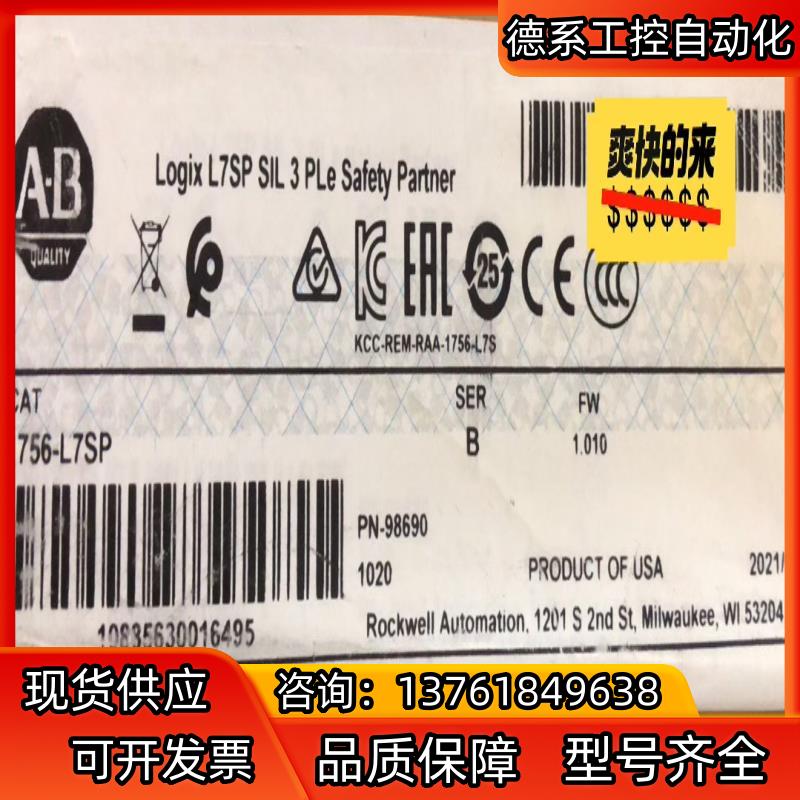 德系工控自动化
爽快的来
$$$$$$
A-B
QUALITY
Logix L7SP SIL 3 PLe Safety Partner
25
CCC
KCC-REM-RAA-1756-L7S
CAT
SER
FW
756-L7SP
B
1.010
PN-98690
1020
PRODUCT OF USA
2021/
10835630016495
Rockwell Automation, 1201 S 2nd St, Milwaukee, WI 53204
现货供应
咨询：13761849638
可开发票
品质保障
型号齐全